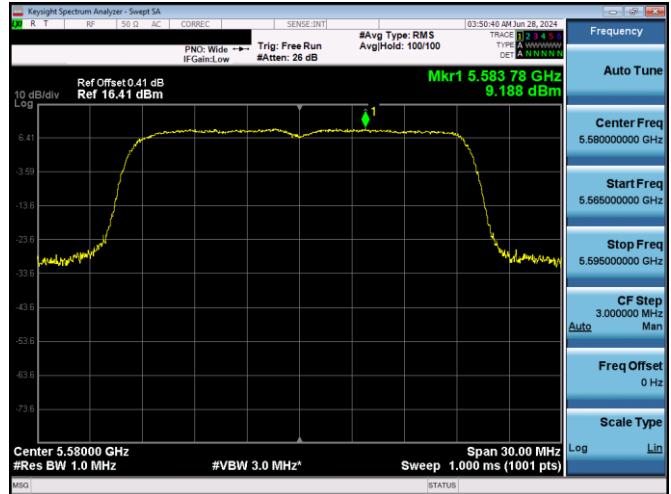 Keysight Spectrum Analyzer - Swept SA
LXI R T RF 50 Ω AC CORREC SENSE:INT 03:50:40 AM Jun 28, 2024
#Avg Type: RMS TRACE 1 2 3 4 5 6
PNO: Wide Trig: Free Run Avg|Hold: 100/100 TYPE A WWWWW
IFGain:Low #Atten: 26 dB DET A N N N N N
Mkr1 5.583 78 GHz
Ref Offset 0.41 dB
10 dB/div Ref 16.41 dBm 9.188 dBm
Log
1
6.41
-3.59
-13.6
-23.6
-33.6
-43.6
-53.6
-63.6
-73.6
Center 5.58000 GHz Span 30.00 MHz
#Res BW 1.0 MHz #VBW 3.0 MHz* Sweep 1.000 ms (1001 pts)
MSG STATUS
Frequency
Auto Tune
Center Freq
5.580000000 GHz
Start Freq
5.565000000 GHz
Stop Freq
5.595000000 GHz
CF Step
3.000000 MHz
Auto Man
Freq Offset
0 Hz
Scale Type
Log Lin